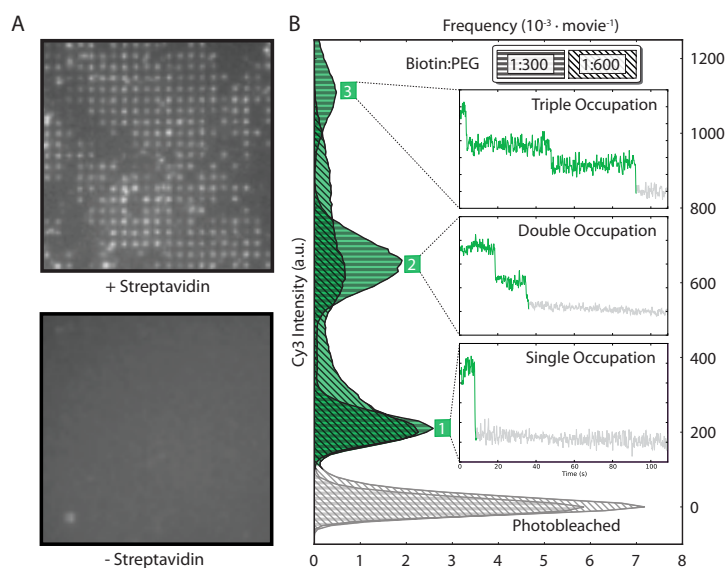 A
+ Streptavidin
- Streptavidin
B
Frequency (10⁻³ · movie⁻¹)
Biotin:PEG
1:300
1:600
Cy3 Intensity (a.u.)
1200
1000
800
600
400
200
0
3
2
1
Triple Occupation
Double Occupation
Single Occupation
0
20
40
60
80
100
Time (s)
Photobleached
0
1
2
3
4
5
6
7
8